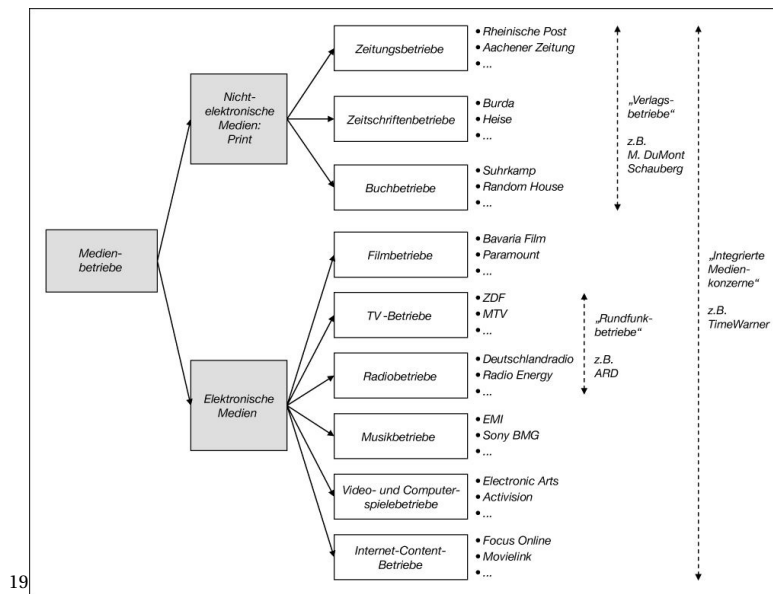 Medien-
betriebe
Nicht-
elektronische
Medien:
Print
Elektronische
Medien
Zeitungsbetriebe
• Rheinische Post
• Aachener Zeitung
• ...
Zeitschriftenbetriebe
• Burda
• Heise
• ...
Buchbetriebe
• Suhrkamp
• Random House
• ...
Filmbetriebe
• Bavaria Film
• Paramount
• ...
TV-Betriebe
• ZDF
• MTV
• ...
Radiobetriebe
• Deutschlandradio
• Radio Energy
• ...
Musikbetriebe
• EMI
• Sony BMG
• ...
Video- und Computer-
spielebetriebe
• Electronic Arts
• Activision
• ...
Internet-Content-
Betriebe
• Focus Online
• Movielink
• ...
„Verlags-
betriebe“
z.B.
M. DuMont
Schauberg
„Rundfunk-
betriebe“
z.B.
ARD
„Integrierte
Medien-
konzerne“
z.B.
TimeWarner
19